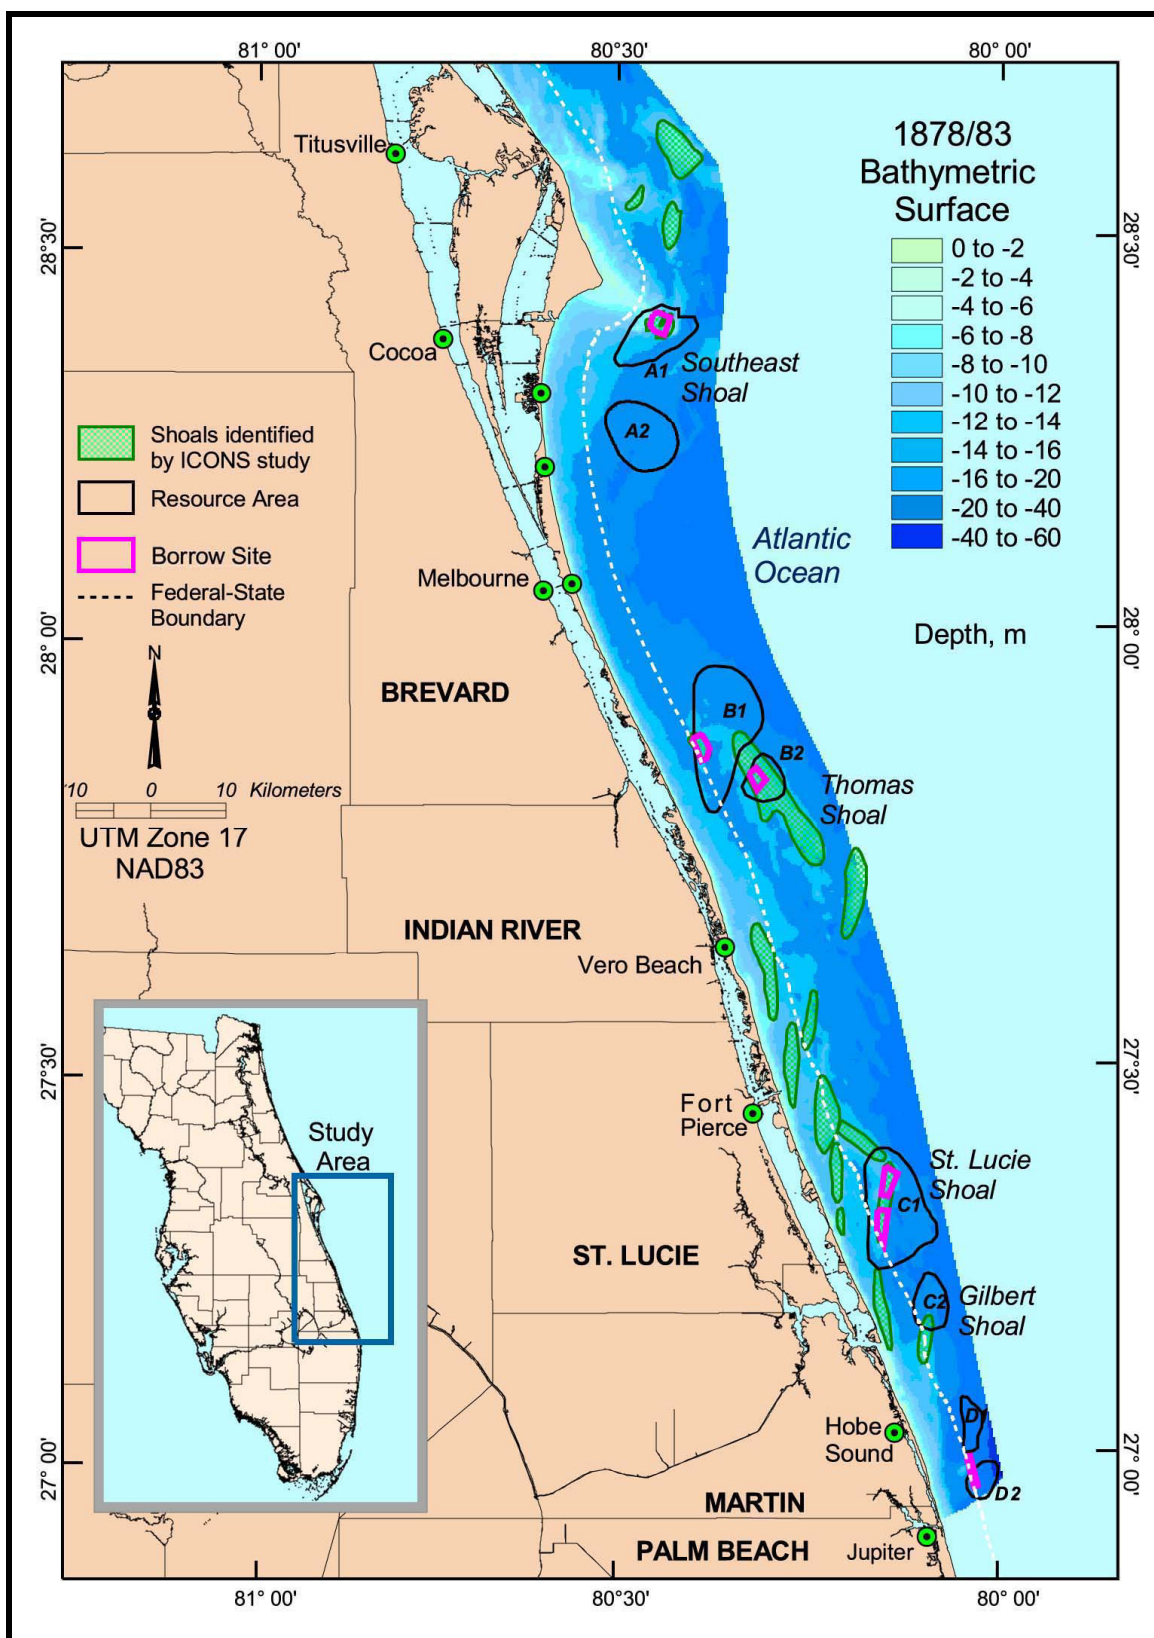 81° 00'
80°30'
80° 00'
1878/83
Bathymetric
Surface
0 to -2
-2 to -4
-4 to -6
-6 to -8
-8 to -10
-10 to -12
-12 to -14
-14 to -16
-16 to -20
-20 to -40
-40 to -60
Depth, m
28°30'
28°30'
28° 00'
28° 00'
27°30'
27°30'
27° 00'
27° 00'
Titusville
Cocoa
A1
Southeast
Shoal
A2
Shoals identified
by ICONS study
Resource Area
Borrow Site
Federal-State
Boundary
Atlantic
Ocean
Melbourne
N
BREVARD
B1
B2
Thomas
Shoal
10
0
10
Kilometers
UTM Zone 17
NAD83
INDIAN RIVER
Vero Beach
Fort
Pierce
Study
Area
St. Lucie
Shoal
C1
ST. LUCIE
C2
Gilbert
Shoal
D1
Hobe
Sound
D2
MARTIN
PALM BEACH
Jupiter
81° 00'
80° 30'
80° 00'